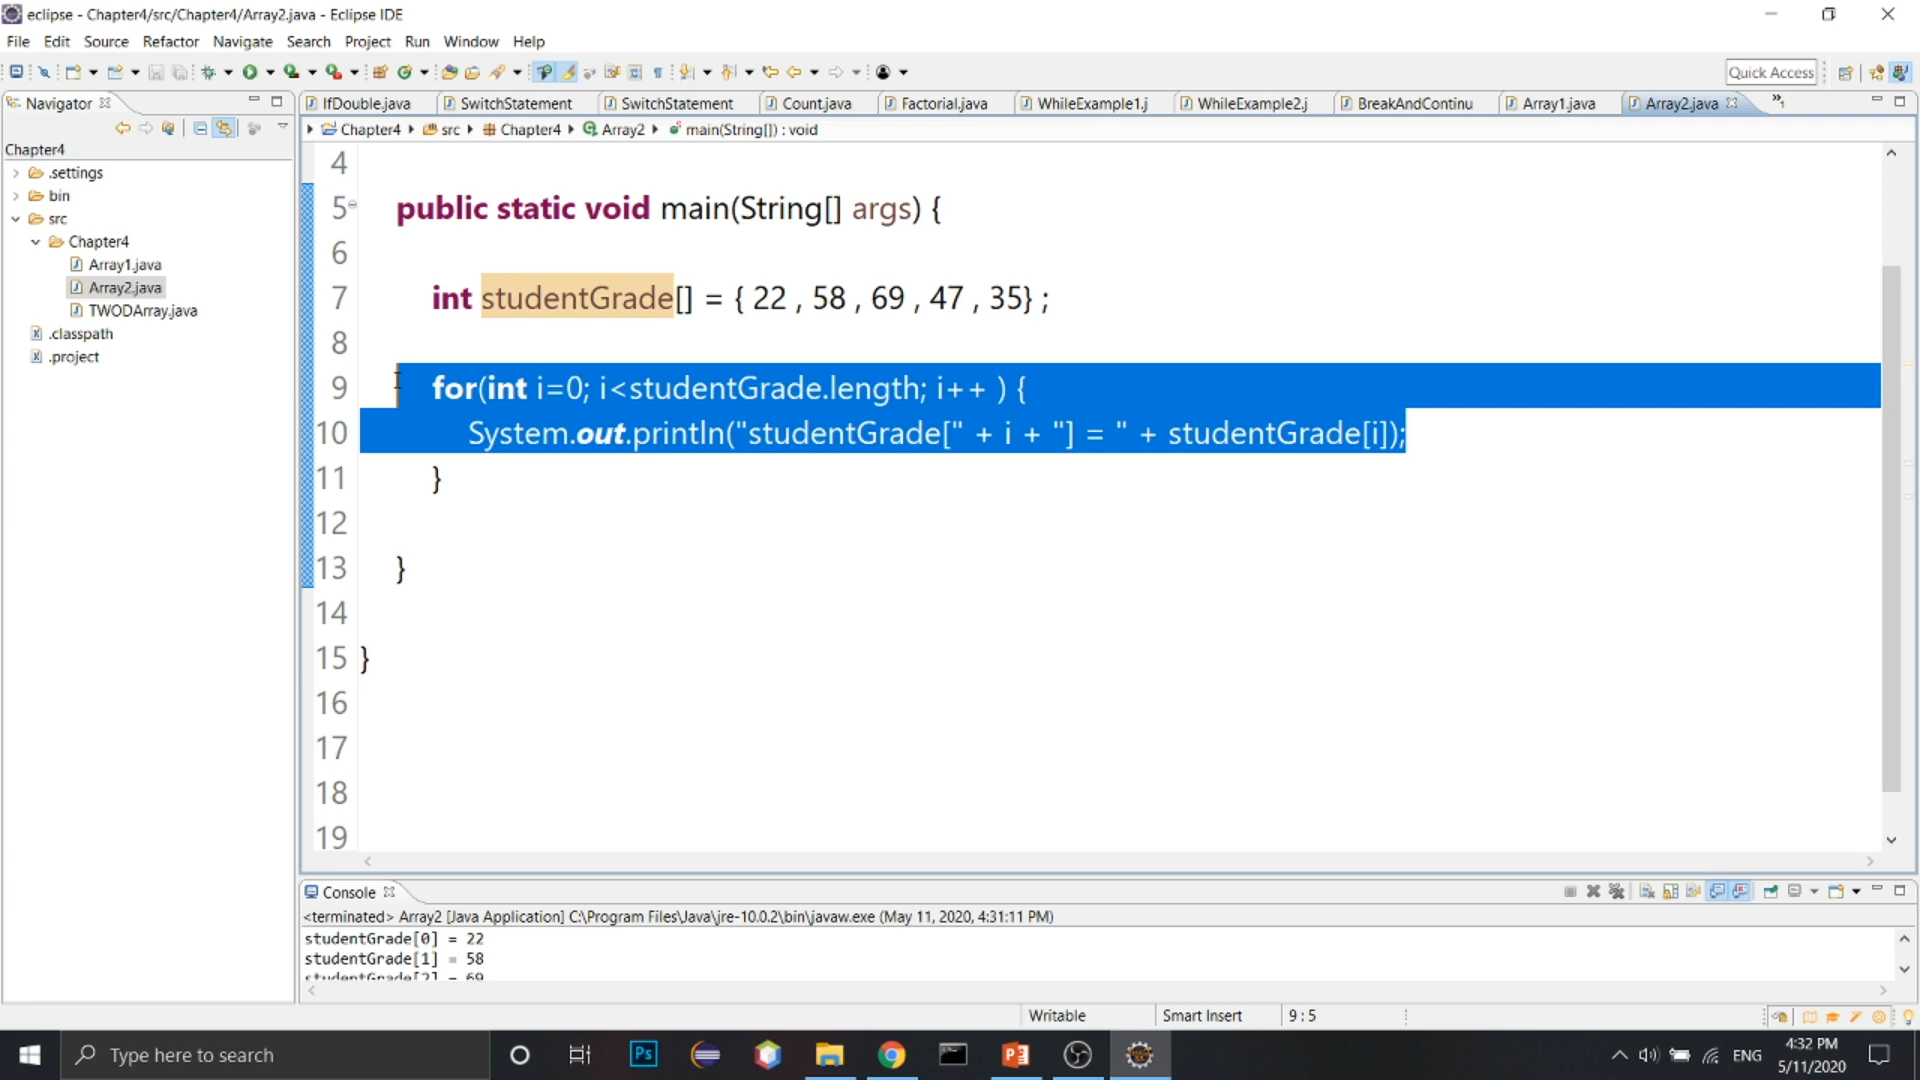 eclipse - Chapter4/src/Chapter4/Array2.java - Eclipse IDE
File Edit Source Refactor Navigate Search Project Run Window Help
Quick Access
Navigator
IfDouble.java SwitchStatement SwitchStatement Count.java Factorial.java WhileExample1.j WhileExample2.j BreakAndContinu Array1.java Array2.java »1
Chapter4 src Chapter4 Array2 main(String[]) : void
Chapter4
.settings
bin
src
Chapter4
Array1.java
Array2.java
TWODArray.java
.classpath
.project
4
5 public static void main(String[] args) {
6
7 int studentGrade[] = { 22 , 58 , 69 , 47 , 35} ;
8
9 for(int i=0; i<studentGrade.length; i++ ) {
10 System.out.println("studentGrade[" + i + "] = " + studentGrade[i]);
11 }
12
13 }
14
15 }
16
17
18
19
Console
<terminated> Array2 [Java Application] C:\Program Files\Java\jre-10.0.2\bin\javaw.exe (May 11, 2020, 4:31:11 PM)
studentGrade[0] = 22
studentGrade[1] = 58
studentGrade[2] = 69
Writable Smart Insert 9 : 5
Type here to search
Ps
ENG
4:32 PM
5/11/2020